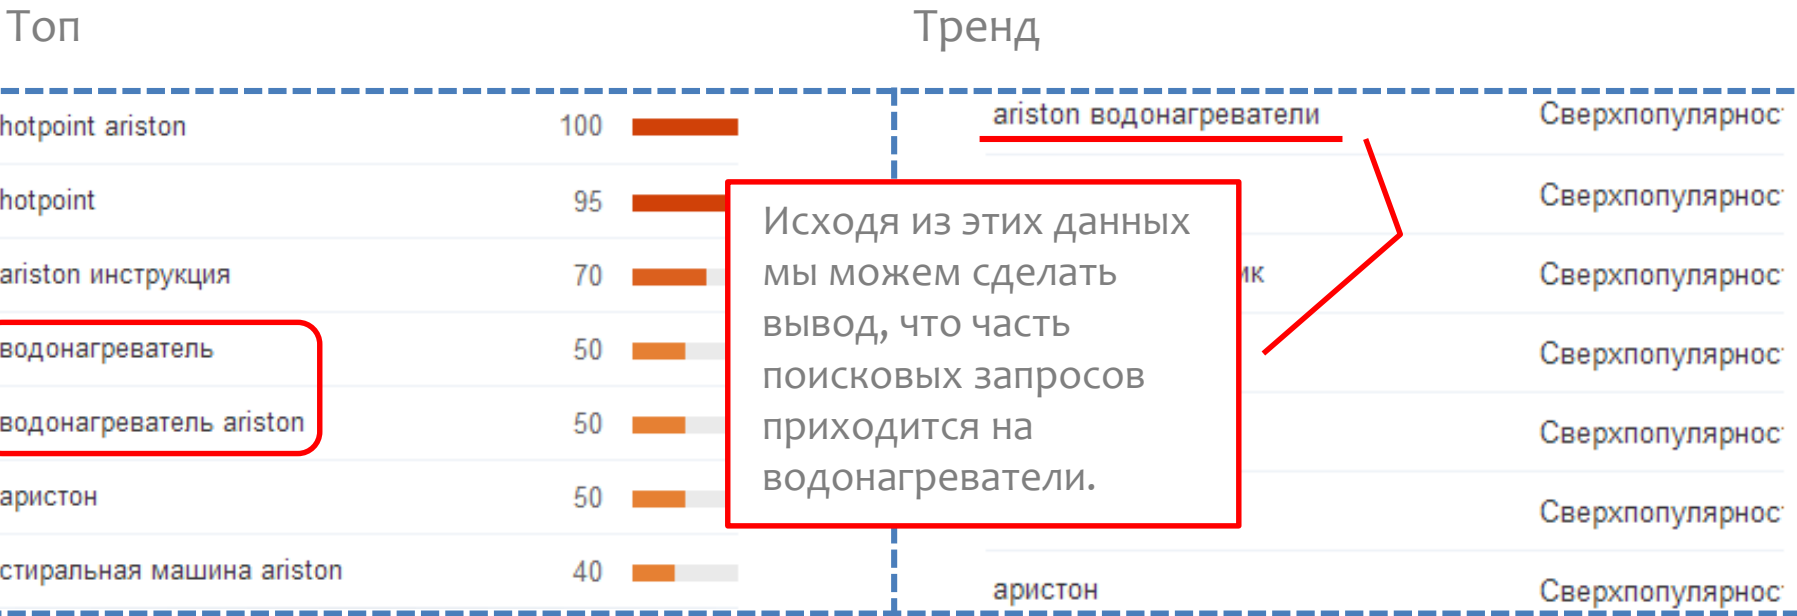 Топ
Тренд
hotpoint ariston 100
hotpoint 95
ariston инструкция 70
водонагреватель 50
водонагреватель ariston 50
аристон 50
стиральная машина ariston 40
ariston водонагреватели Сверхпопулярнос
Сверхпопулярнос
ик Сверхпопулярнос
Сверхпопулярнос
Сверхпопулярнос
Сверхпопулярнос
аристон Сверхпопулярнос
Исходя из этих данных
мы можем сделать
вывод, что часть
поисковых запросов
приходится на
водонагреватели.